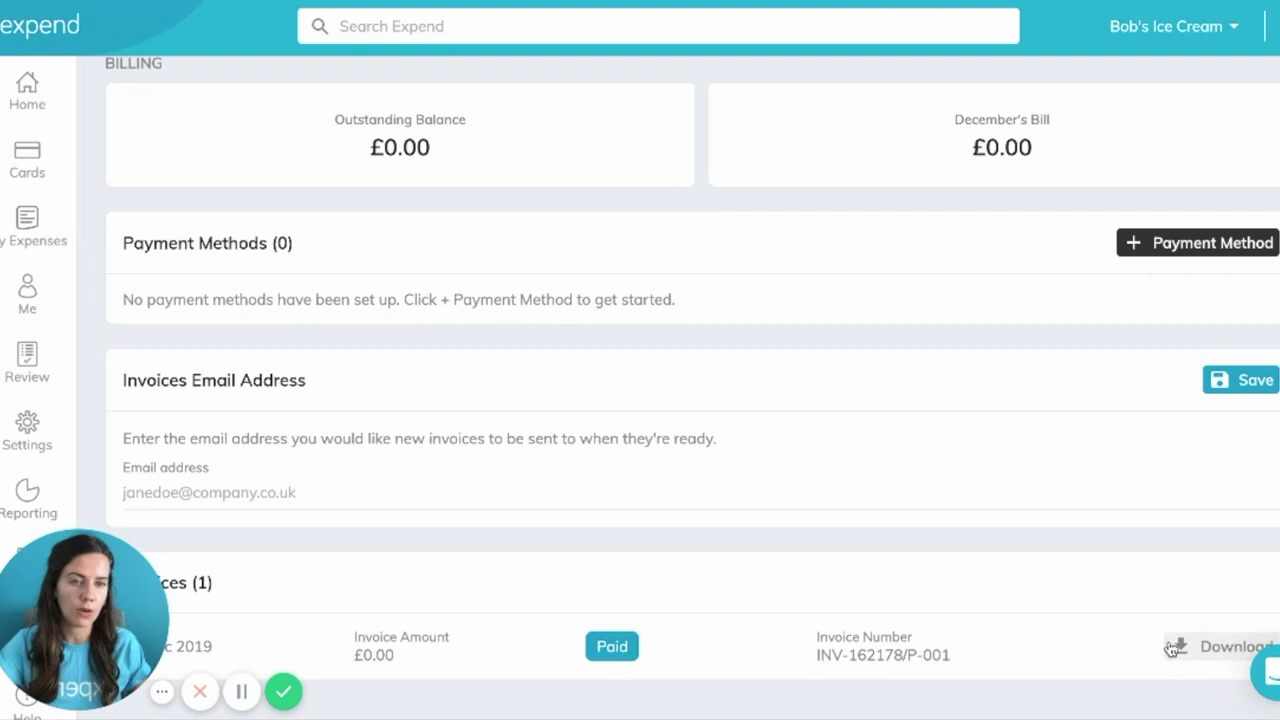 expend
Search Expend
Bob's Ice Cream
BILLING
Home
Cards
y Expenses
Me
Review
Settings
Reporting
Help
Outstanding Balance
£0.00
December's Bill
£0.00
Payment Methods (0)
+ Payment Method
No payment methods have been set up. Click + Payment Method to get started.
Invoices Email Address
Save
Enter the email address you would like new invoices to be sent to when they're ready.
Email address
janedoe@company.co.uk
ices (1)
c 2019
Invoice Amount
£0.00
Paid
Invoice Number
INV-162178/P-001
Download